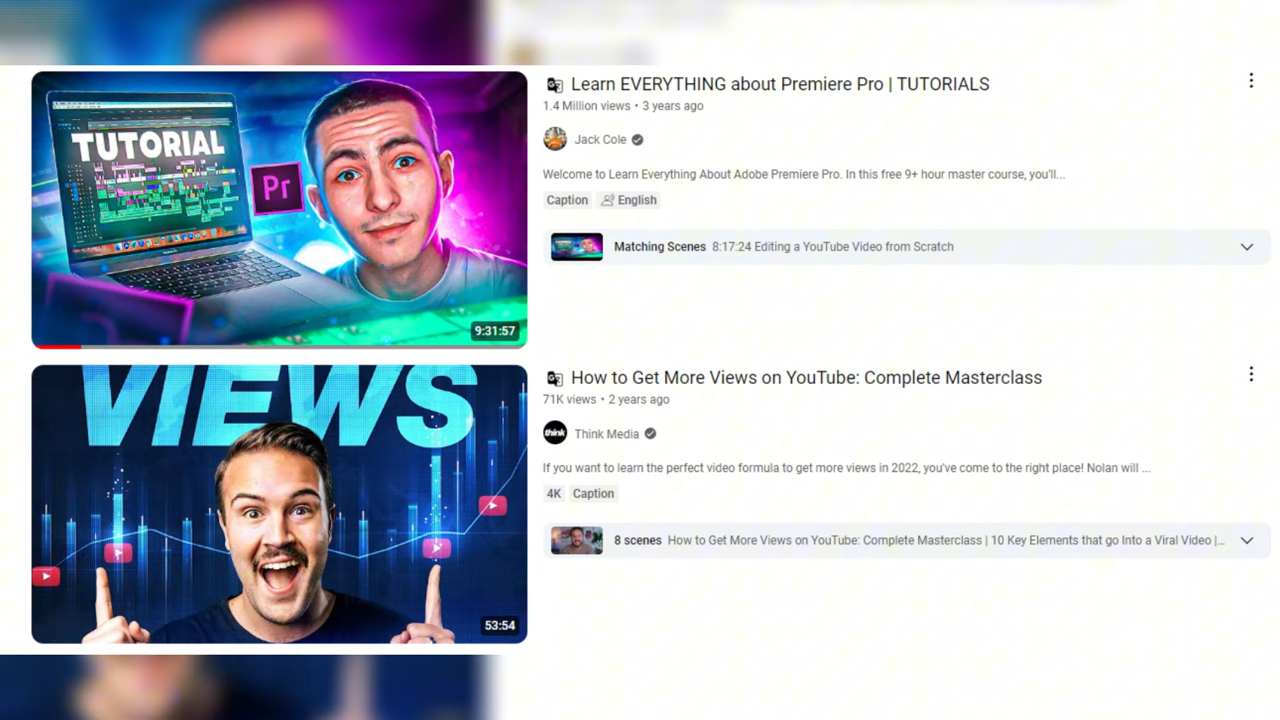 TUTORIAL
Pr
9:31:57
Learn EVERYTHING about Premiere Pro | TUTORIALS
1.4 Million views • 3 years ago
Jack Cole
Welcome to Learn Everything About Adobe Premiere Pro. In this free 9+ hour master course, you'll...
Caption English
Matching Scenes 8:17:24 Editing a YouTube Video from Scratch
VIEWS
53:54
How to Get More Views on YouTube: Complete Masterclass
71K views • 2 years ago
think
Think Media
If you want to learn the perfect video formula to get more views in 2022, you've come to the right place! Nolan will ...
4K Caption
8 scenes How to Get More Views on YouTube: Complete Masterclass | 10 Key Elements that go Into a Viral Video |...